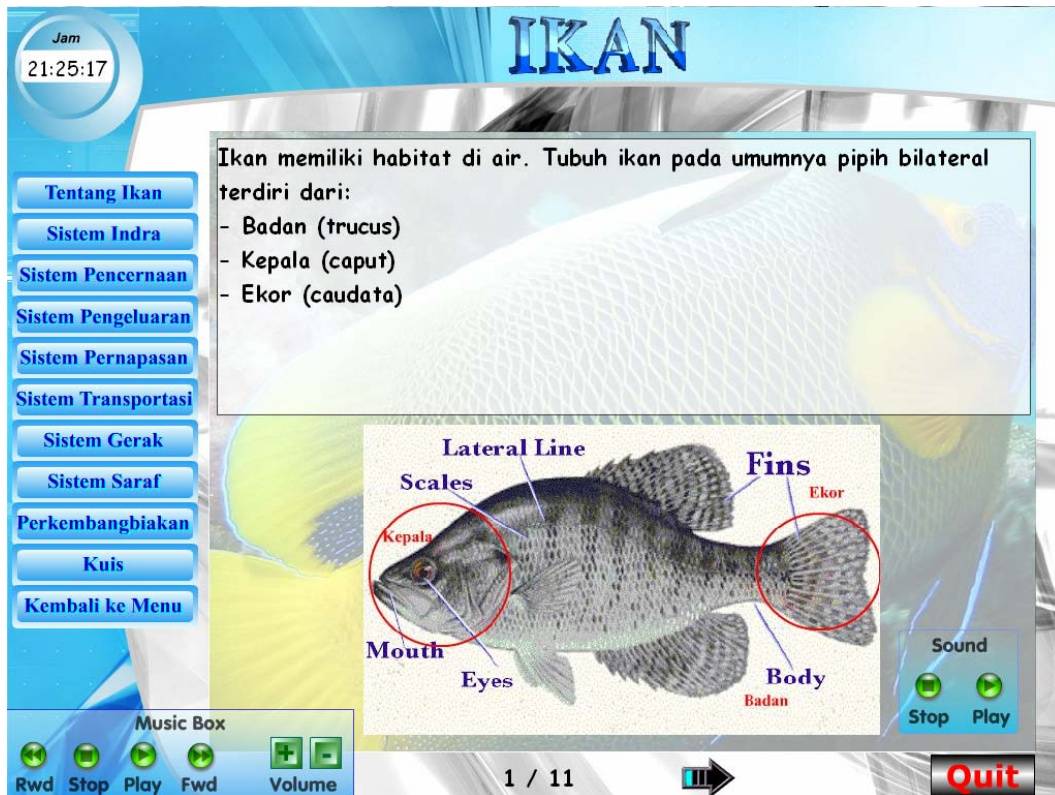 Jam
21:25:17
IKAN
Ikan memiliki habitat di air. Tubuh ikan pada umumnya pipih bilateral
terdiri dari:
- Badan (trucus)
- Kepala (caput)
- Ekor (caudata)
Tentang Ikan
Sistem Indra
Sistem Pencernaan
Sistem Pengeluaran
Sistem Pernapasan
Sistem Transportasi
Sistem Gerak
Sistem Saraf
Perkembangbiakan
Kuis
Kembali ke Menu
Lateral Line
Scales
Fins
Ekor
Kepala
Mouth
Eyes
Body
Badan
Sound
Stop Play
Music Box
Rwd Stop Play Fwd Volume
1 / 11
Quit